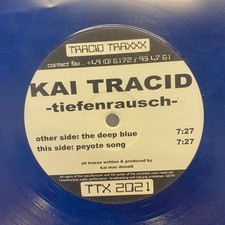 TRACID TRAXXX
contact fax . +49 (0) 6172 / 93 47 61
KAI TRACID
-tiefenrausch-
other side: the deep blue 7:27
this side: peyote song 7:27
all traxxx written & produced by
kai mac donald
TTX 2021